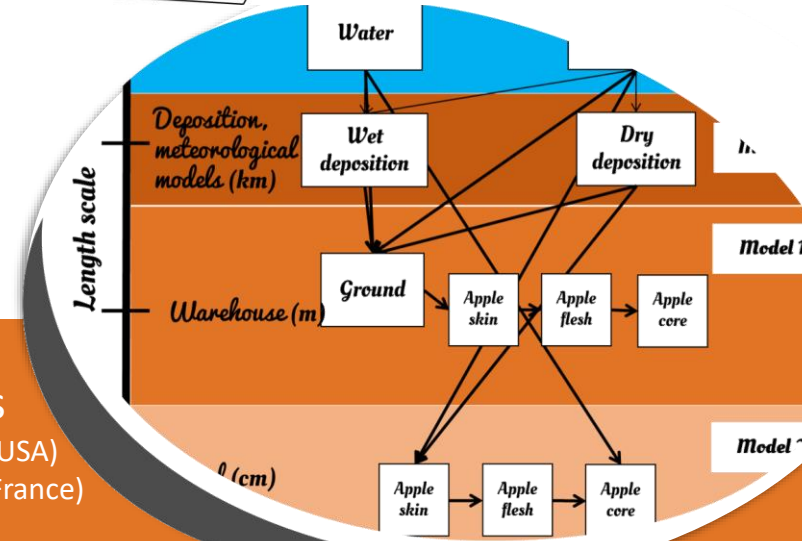 Water
Deposition,
meteorological
models (km)
Wet
deposition
Dry
deposition
Length scale
Model
Ground
Warehouse (m)
Apple
skin
Apple
flesh
Apple
core
USA)
France)
(cm)
Model
Apple
skin
Apple
flesh
Apple
core